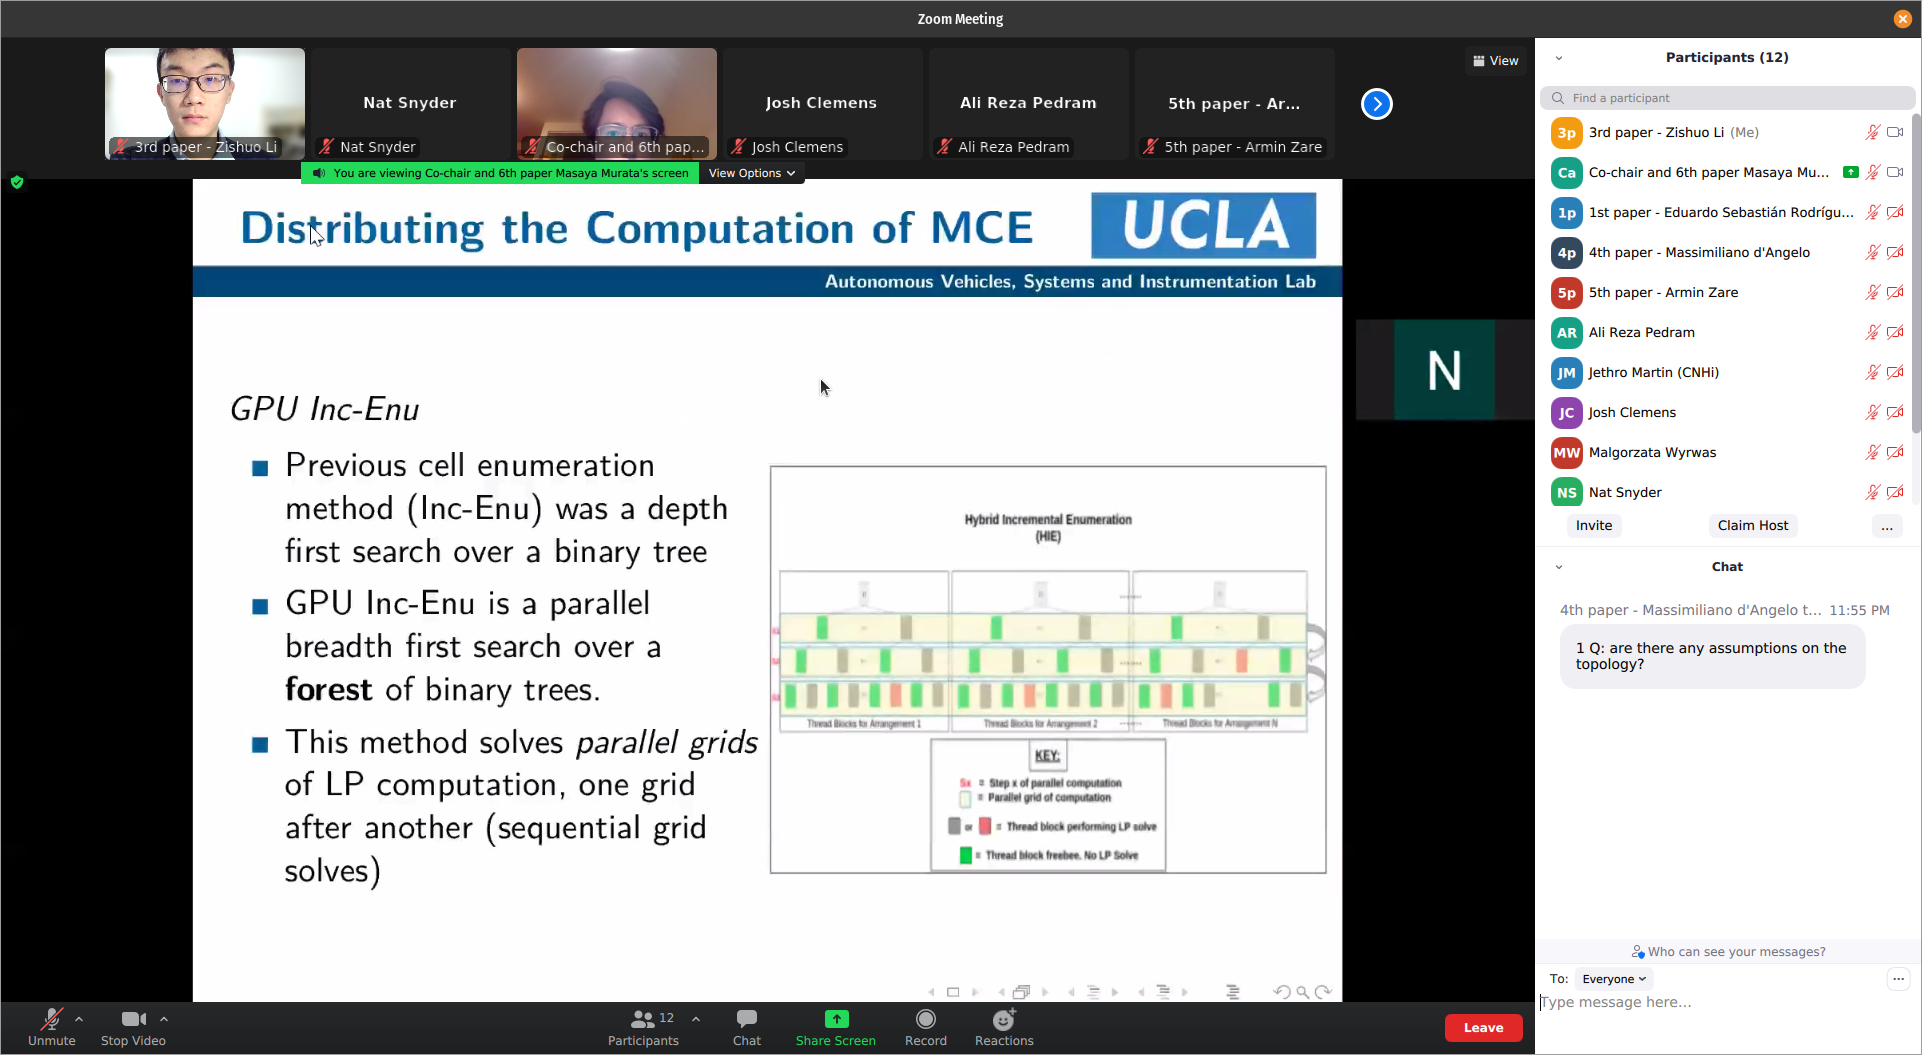 Zoom Meeting
Nat Snyder
Josh Clemens
Ali Reza Pedram
5th paper - Ar...
View
3rd paper - Zishuo Li
Nat Snyder
Co-chair and 6th pap...
Josh Clemens
Ali Reza Pedram
5th paper - Armin Zare
You are viewing Co-chair and 6th paper Masaya Murata's screen
View Options
Distributing the Computation of MCE
UCLA
Autonomous Vehicles, Systems and Instrumentation Lab
N
GPU Inc-Enu
Previous cell enumeration
method (Inc-Enu) was a depth
first search over a binary tree
GPU Inc-Enu is a parallel
breadth first search over a
forest of binary trees.
This method solves parallel grids
of LP computation, one grid
after another (sequential grid
solves)
Hybrid Incremental Enumeration
(HIE)
Thread Blocks for Arrangement 1
Thread Blocks for Arrangement 2
Thread Blocks for Arrangement N
KEY:
Sx = Step x of parallel computation
= Parallel grid of computation
or = Thread block performing LP solve
= Thread block freebee. No LP Solve
Unmute
Stop Video
12
Participants
Chat
Share Screen
Record
Reactions
Leave
Participants (12)
Find a participant
3p 3rd paper - Zishuo Li (Me)
Ca Co-chair and 6th paper Masaya Mu...
1p 1st paper - Eduardo Sebastián Rodrígu...
4p 4th paper - Massimiliano d'Angelo
5p 5th paper - Armin Zare
AR Ali Reza Pedram
JM Jethro Martin (CNHi)
JC Josh Clemens
MW Malgorzata Wyrwas
NS Nat Snyder
Invite
Claim Host
...
Chat
4th paper - Massimiliano d'Angelo t... 11:55 PM
1 Q: are there any assumptions on the
topology?
Who can see your messages?
To: Everyone
Type message here...